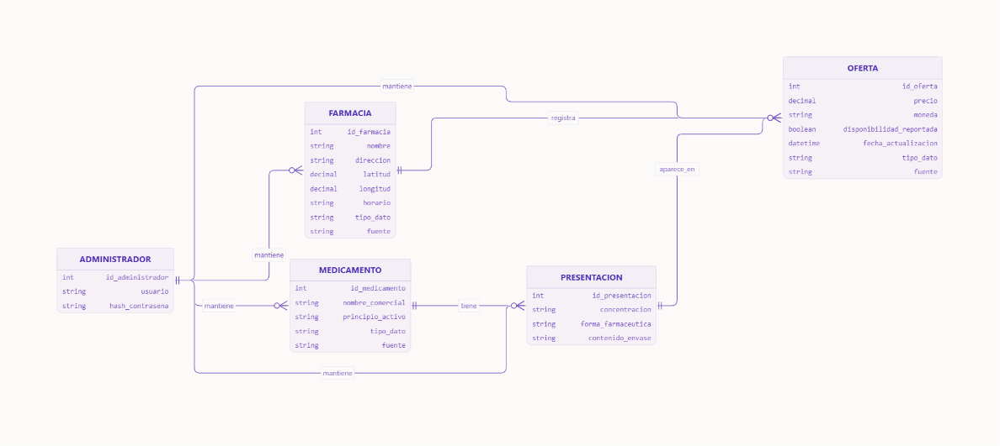 OFERTA
int id_oferta
decimal precio
string moneda
boolean disponibilidad_reportada
datetime fecha_actualizacion
string tipo_dato
string fuente
mantiene
FARMACIA
int id_farmacia
string nombre
string direccion
decimal latitud
decimal longitud
string horario
string tipo_dato
string fuente
registra
aparece_en
ADMINISTRADOR
int id_administrador
string usuario
string hash_contrasena
mantiene
mantiene
MEDICAMENTO
int id_medicamento
string nombre_comercial
string principio_activo
string tipo_dato
string fuente
tiene
PRESENTACION
int id_presentacion
string concentracion
string forma_farmaceutica
string contenido_envase
mantiene